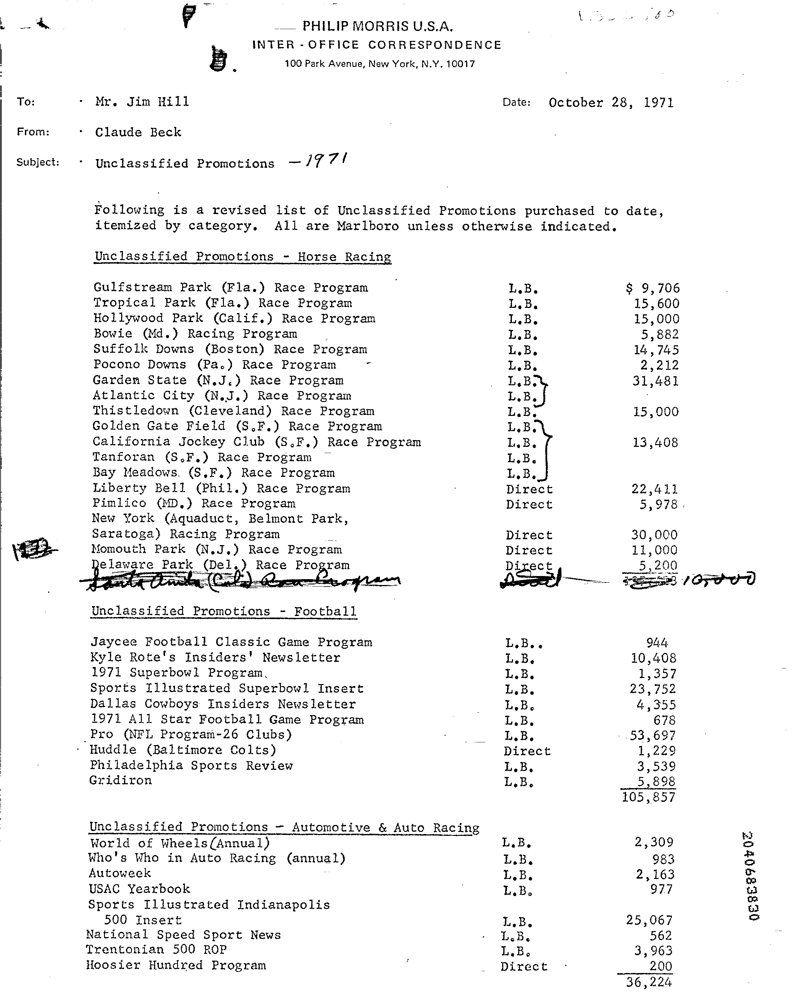 PHILIP MORRIS U.S.A.
INTER - OFFICE CORRESPONDENCE
100 Park Avenue, New York, N.Y. 10017
To: Mr. Jim Hill Date: October 28, 1971
From: Claude Beck
Subject: Unclassified Promotions - 1971
Following is a revised list of Unclassified Promotions purchased to date,
itemized by category. All are Marlboro unless otherwise indicated.
Unclassified Promotions - Horse Racing
Gulfstream Park (Fla.) Race Program L.B. $ 9,706
Tropical Park (Fla.) Race Program L.B. 15,600
Hollywood Park (Calif.) Race Program L.B. 15,000
Bowie (Md.) Racing Program L.B. 5,882
Suffolk Downs (Boston) Race Program L.B. 14,745
Pocono Downs (Pa.) Race Program L.B. 2,212
Garden State (N.J.) Race Program L.B. 31,481
Atlantic City (N.J.) Race Program L.B.
Thistledown (Cleveland) Race Program L.B. 15,000
Golden Gate Field (S.F.) Race Program L.B.
California Jockey Club (S.F.) Race Program L.B. 13,408
Tanforan (S.F.) Race Program L.B.
Bay Meadows. (S.F.) Race Program L.B.
Liberty Bell (Phil.) Race Program Direct 22,411
Pimlico (MD.) Race Program Direct 5,978
New York (Aquaduct, Belmont Park,
Saratoga) Racing Program Direct 30,000
Momouth Park (N.J.) Race Program Direct 11,000
Delaware Park (Del.) Race Program Direct 5,200
Santa Anita (Cal.) Race Program 10,000
Unclassified Promotions - Football
Jaycee Football Classic Game Program L.B.. 944
Kyle Rote's Insiders' Newsletter L.B. 10,408
1971 Superbowl Program. L.B. 1,357
Sports Illustrated Superbowl Insert L.B. 23,752
Dallas Cowboys Insiders Newsletter L.B. 4,355
1971 All Star Football Game Program L.B. 678
Pro (NFL Program-26 Clubs) L.B. 53,697
Huddle (Baltimore Colts) Direct 1,229
Philadelphia Sports Review L.B. 3,539
Gridiron L.B. 5,898
105,857
Unclassified Promotions - Automotive & Auto Racing
World of Wheels (Annual) L.B. 2,309
Who's Who in Auto Racing (annual) L.B. 983
Autoweek L.B. 2,163
USAC Yearbook L.B. 977
Sports Illustrated Indianapolis
500 Insert L.B. 25,067
National Speed Sport News L.B. 562
Trentonian 500 ROP L.B. 3,963
Hoosier Hundred Program Direct 200
36,224
2040683830